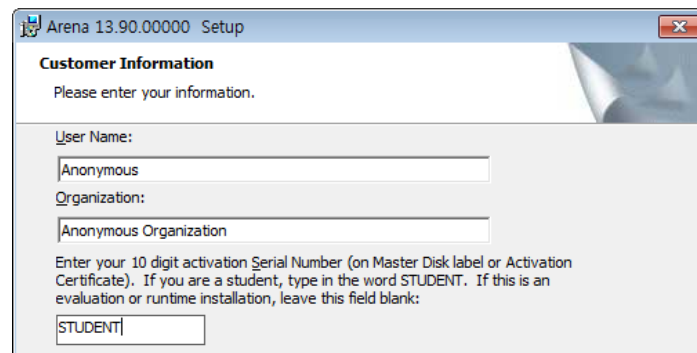 Arena 13.90.00000 Setup
Customer Information
Please enter your information.
User Name:
Anonymous
Organization:
Anonymous Organization
Enter your 10 digit activation Serial Number (on Master Disk label or Activation
Certificate). If you are a student, type in the word STUDENT. If this is an
evaluation or runtime installation, leave this field blank:
STUDENT